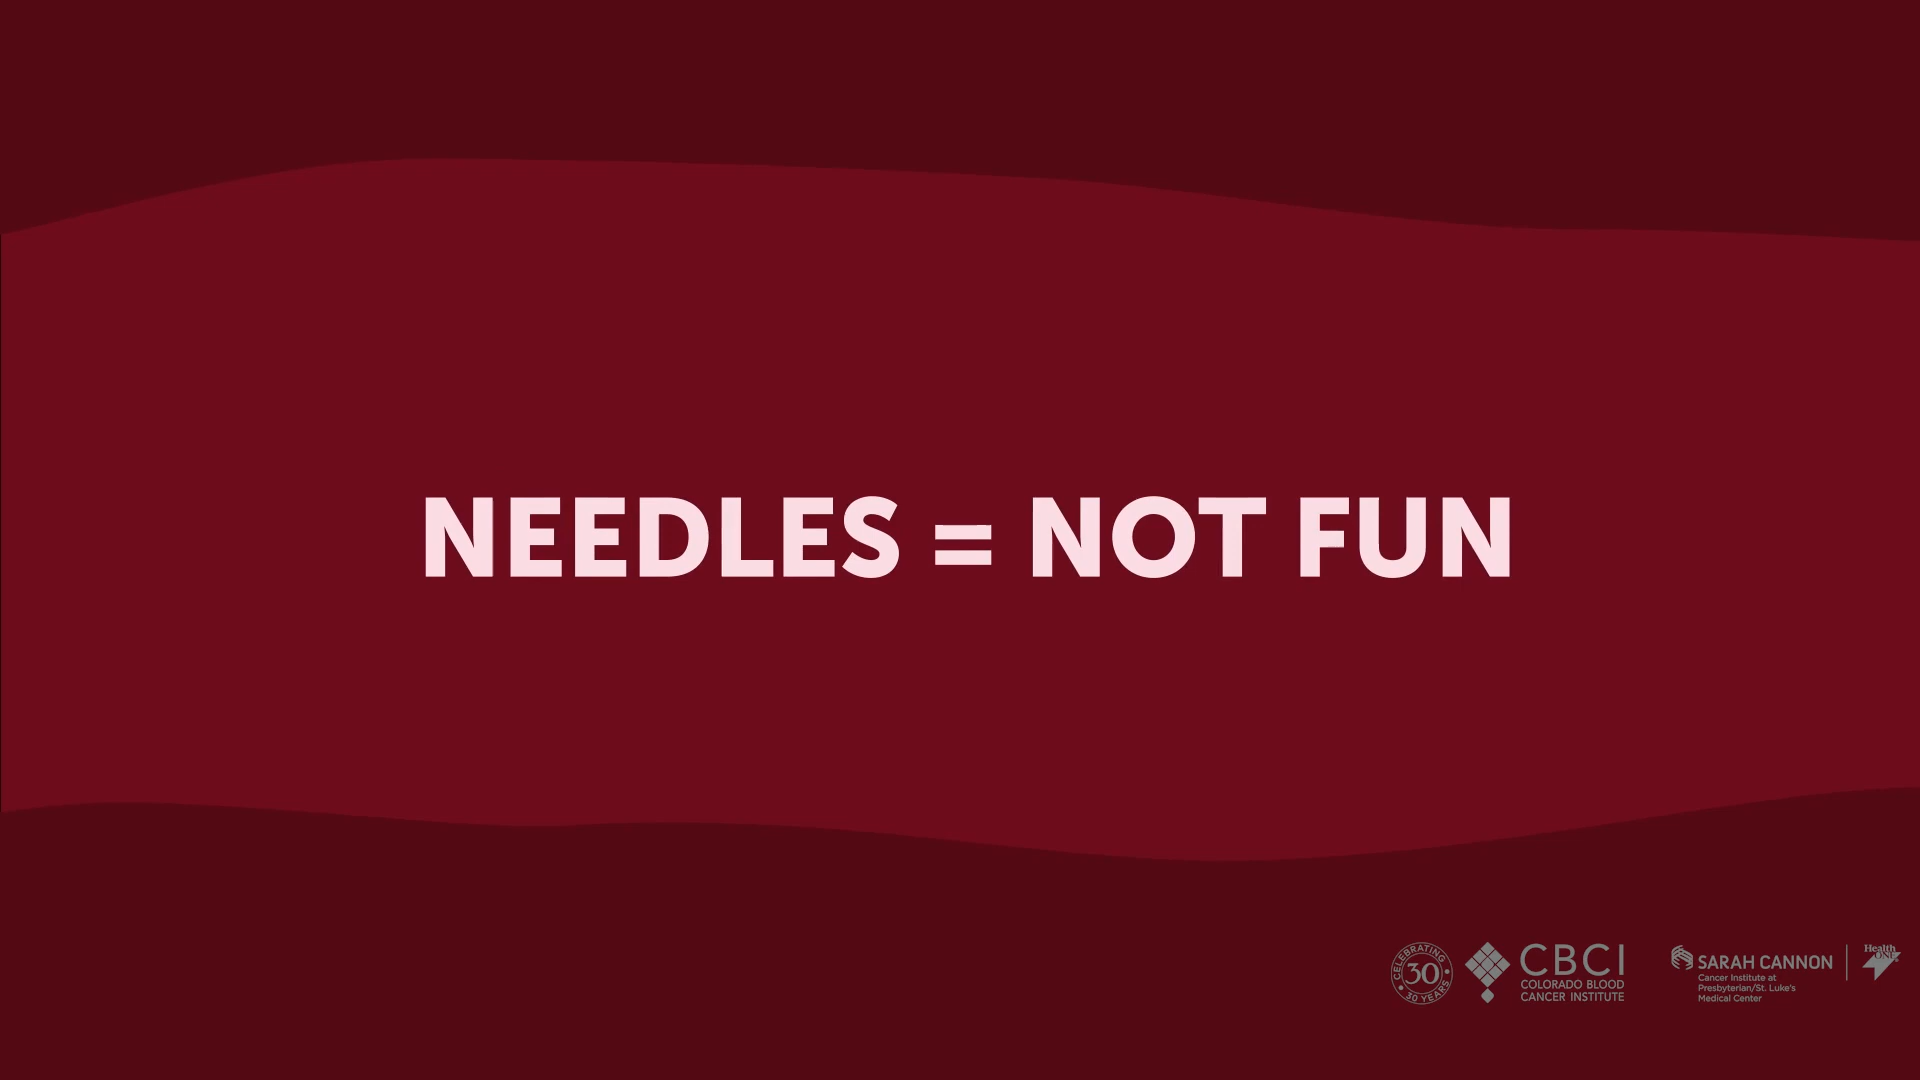 NEEDLES = NOT FUN
CELEBRATING
30
30 YEARS
CBCI
COLORADO BLOOD
CANCER INSTITUTE
SARAH CANNON
Cancer Institute at
Presbyterian/St. Luke's
Medical Center
Health
ONE